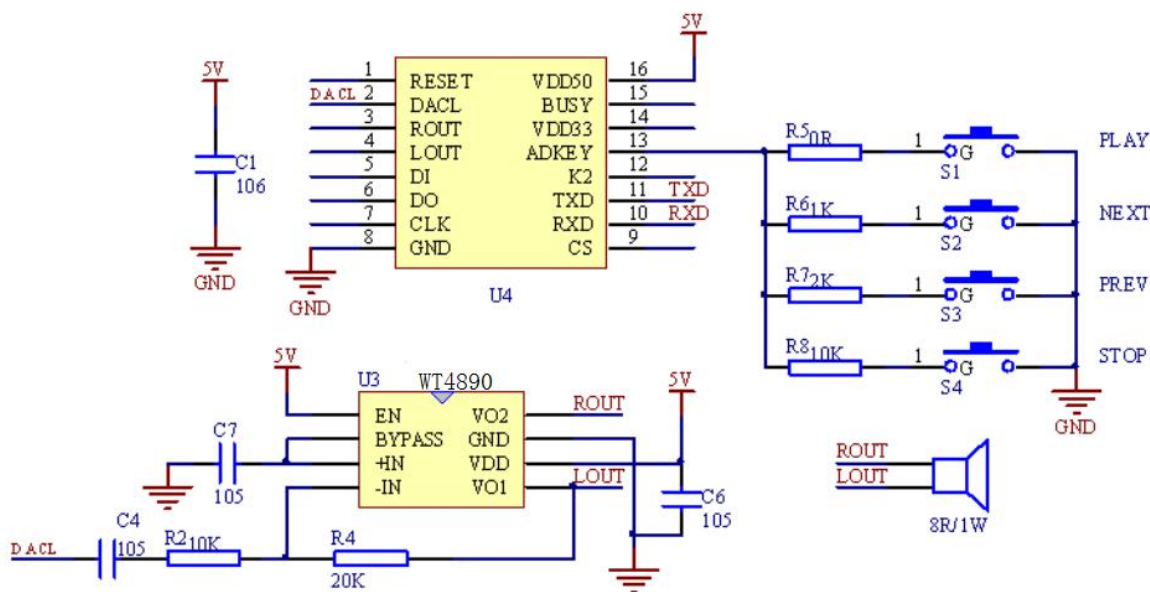 5V
C1
106
GND
5V
1 RESET VDD50 16
DACL 2 DACL BUSY 15
3 ROUT VDD33 14
4 LOUT ADKEY 13
5 DI K2 12
6 DO TXD 11 TXD
7 CLK RXD 10 RXD
8 GND CS 9
GND
U4
R5 0R 1 G S1 PLAY
R6 1K 1 G S2 NEXT
R7 2K 1 G S3 PREV
R8 10K 1 G S4 STOP
GND
5V
U3 WT4890
5V
EN VO2 ROUT
BYPASS GND
+IN VDD
-IN VO1 LOUT
C7
105
C6
105
DACL
C4
105
R2 10K
R4
20K
ROUT
LOUT
8R/1W